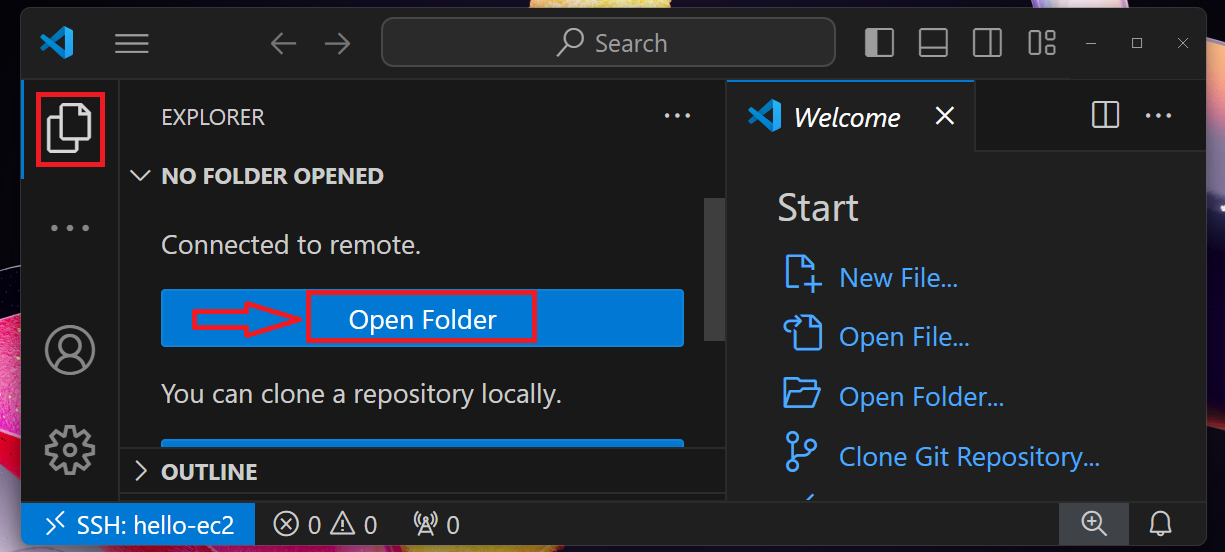 Search
EXPLORER
Welcome
NO FOLDER OPENED
Connected to remote.
Open Folder
You can clone a repository locally.
OUTLINE
Start
New File...
Open File...
Open Folder...
Clone Git Repository...
SSH: hello-ec2
0
0
0